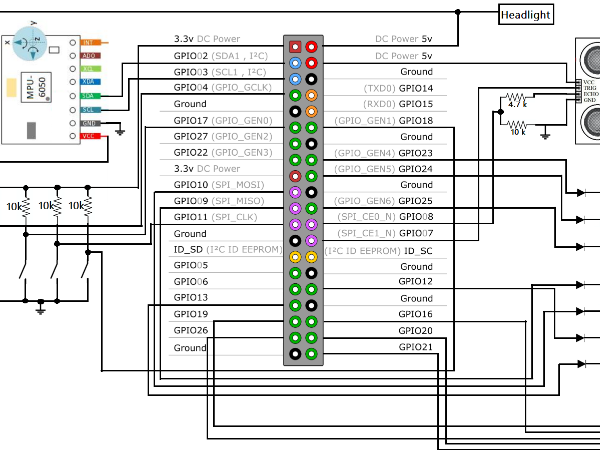 Headlight
3.3v DC Power
GPIO02 (SDA1 , I²C)
GPIO03 (SCL1 , I²C)
GPIO04 (GPIO_GCLK)
Ground
GPIO17 (GPIO_GEN0)
GPIO27 (GPIO_GEN2)
GPIO22 (GPIO_GEN3)
3.3v DC Power
GPIO10 (SPI_MOSI)
GPIO09 (SPI_MISO)
GPIO11 (SPI_CLK)
Ground
ID_SD (I²C ID EEPROM)
GPIO05
GPIO06
GPIO13
GPIO19
GPIO26
Ground
DC Power 5v
DC Power 5v
Ground
(TXD0) GPIO14
(RXD0) GPIO15
(GPIO_GEN1) GPIO18
Ground
(GPIO_GEN4) GPIO23
(GPIO_GEN5) GPIO24
Ground
(GPIO_GEN6) GPIO25
(SPI_CE0_N) GPIO08
(SPI_CE1_N) GPIO07
(I²C ID EEPROM) ID_SC
Ground
GPIO12
Ground
GPIO16
GPIO20
GPIO21
X
Y
Z
MPU-
6050
INT
ADO
XCL
XDA
SDA
SCL
GND
VCC
10k
10k
10k
VCC
TRIG
ECHO
GND
4.7 k
10 k